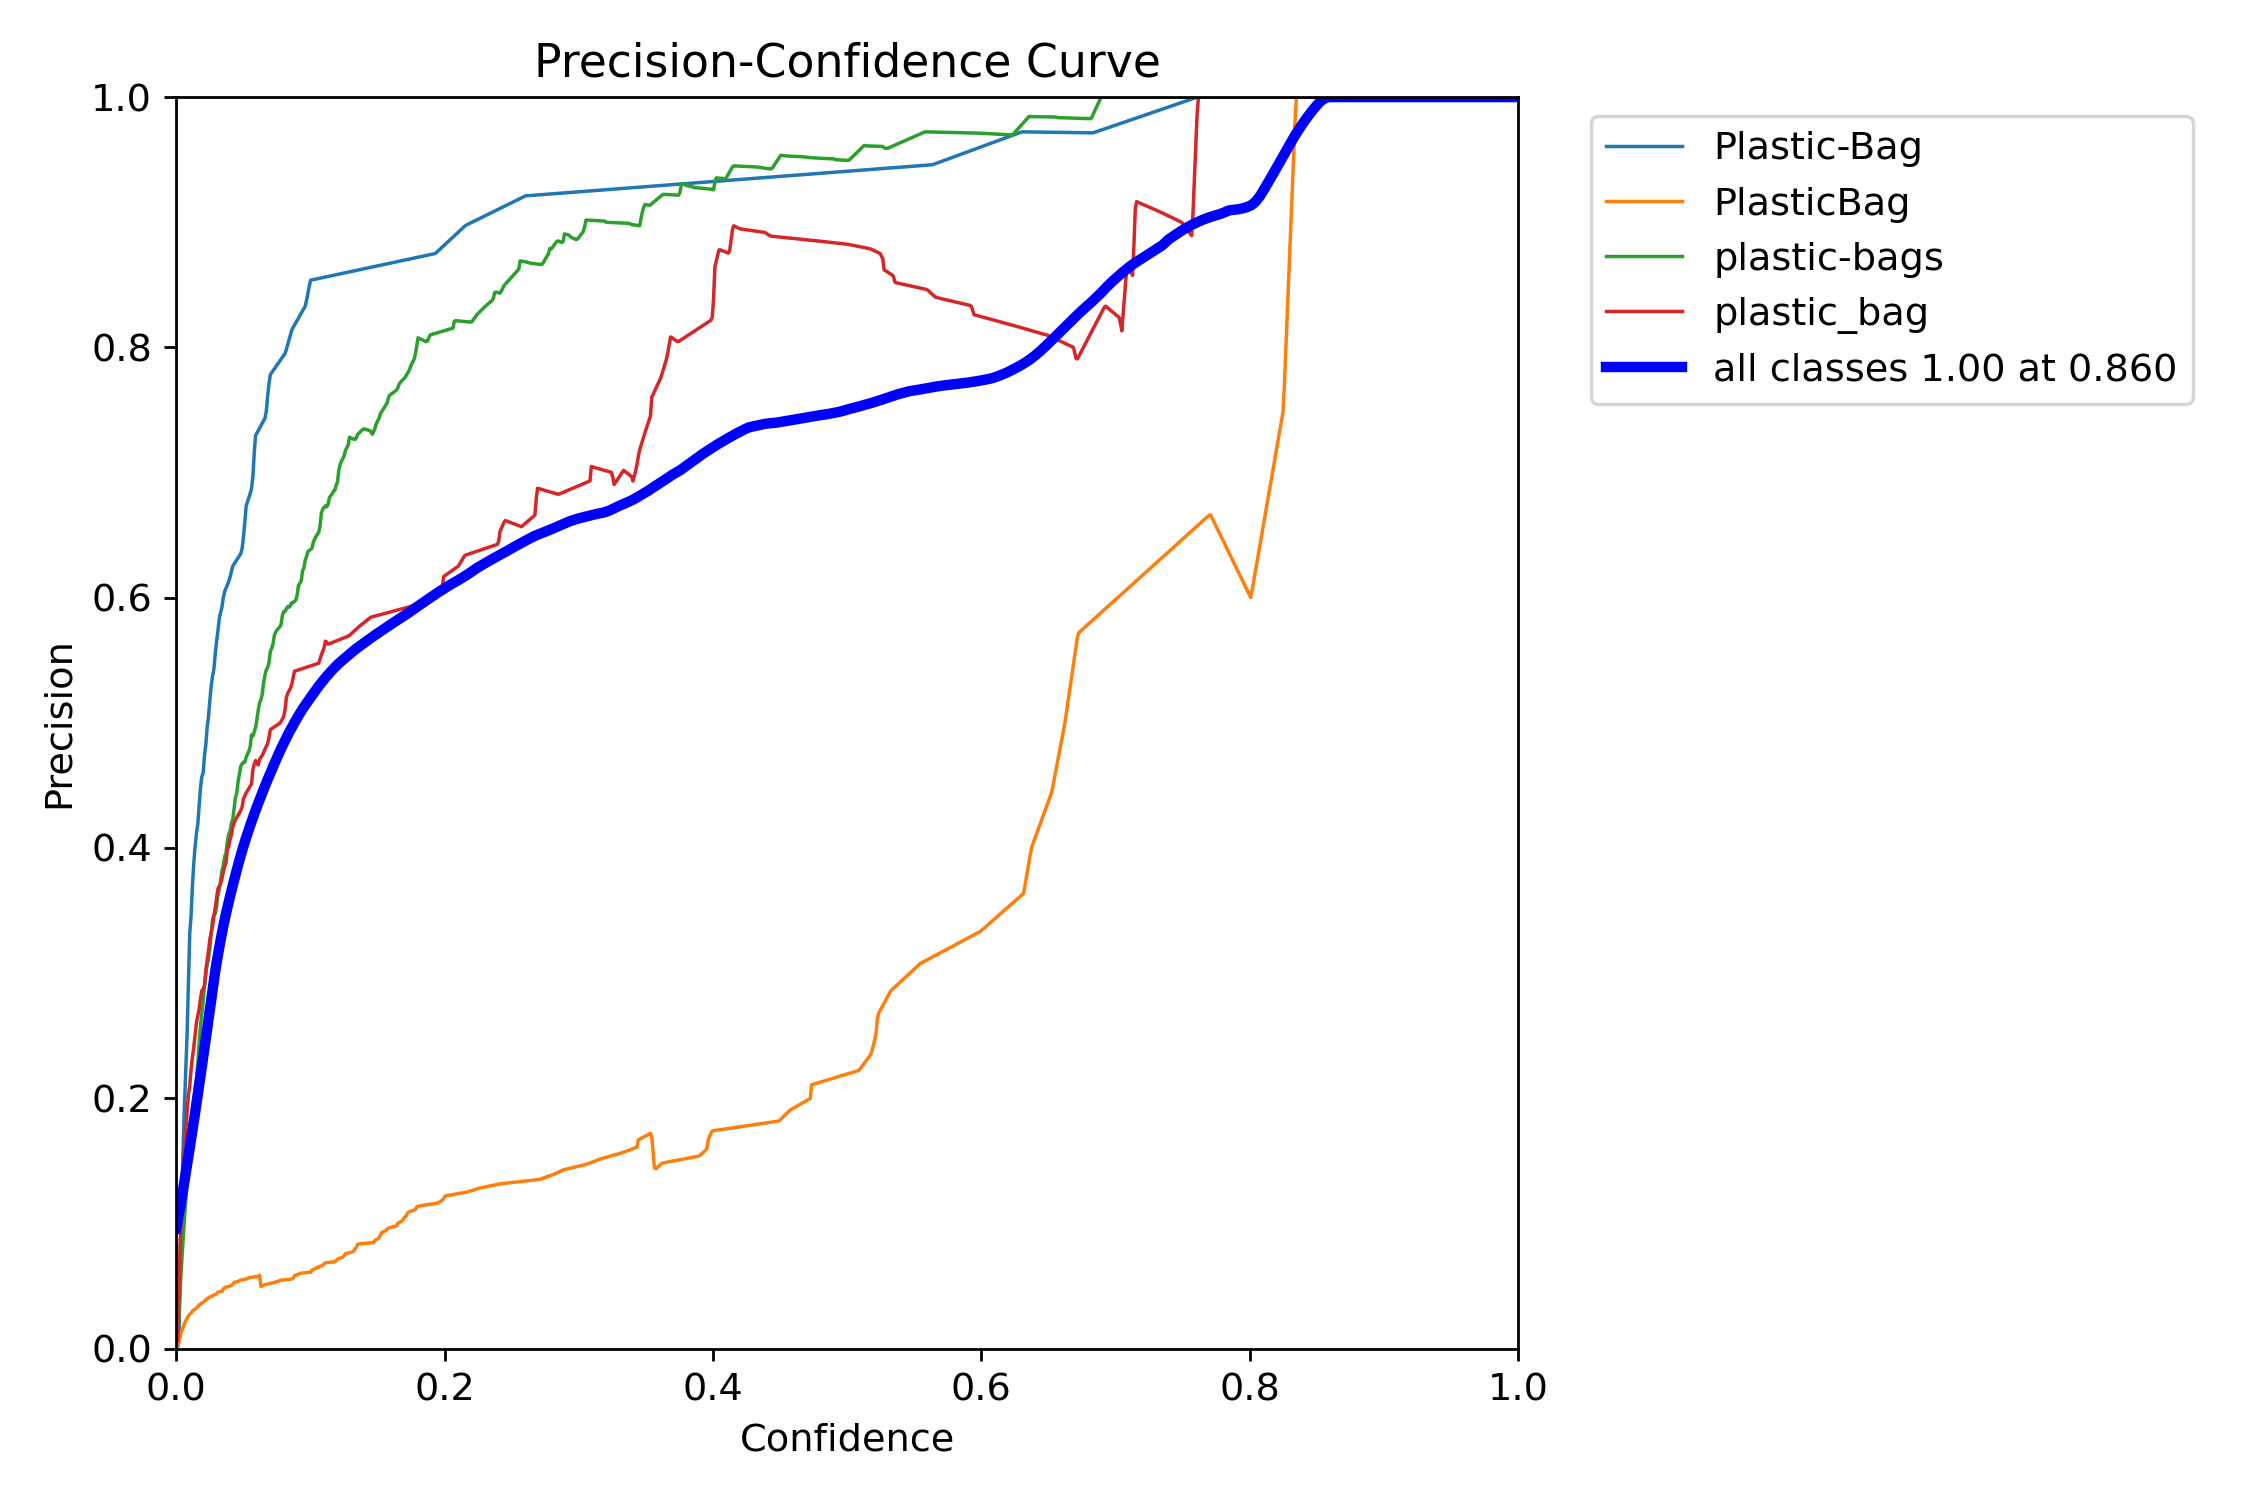 Precision-Confidence Curve
1.0
0.8
0.6
0.4
0.2
0.0
Precision
0.0 0.2 0.4 0.6 0.8 1.0
Confidence
Plastic-Bag
PlasticBag
plastic-bags
plastic_bag
all classes 1.00 at 0.860